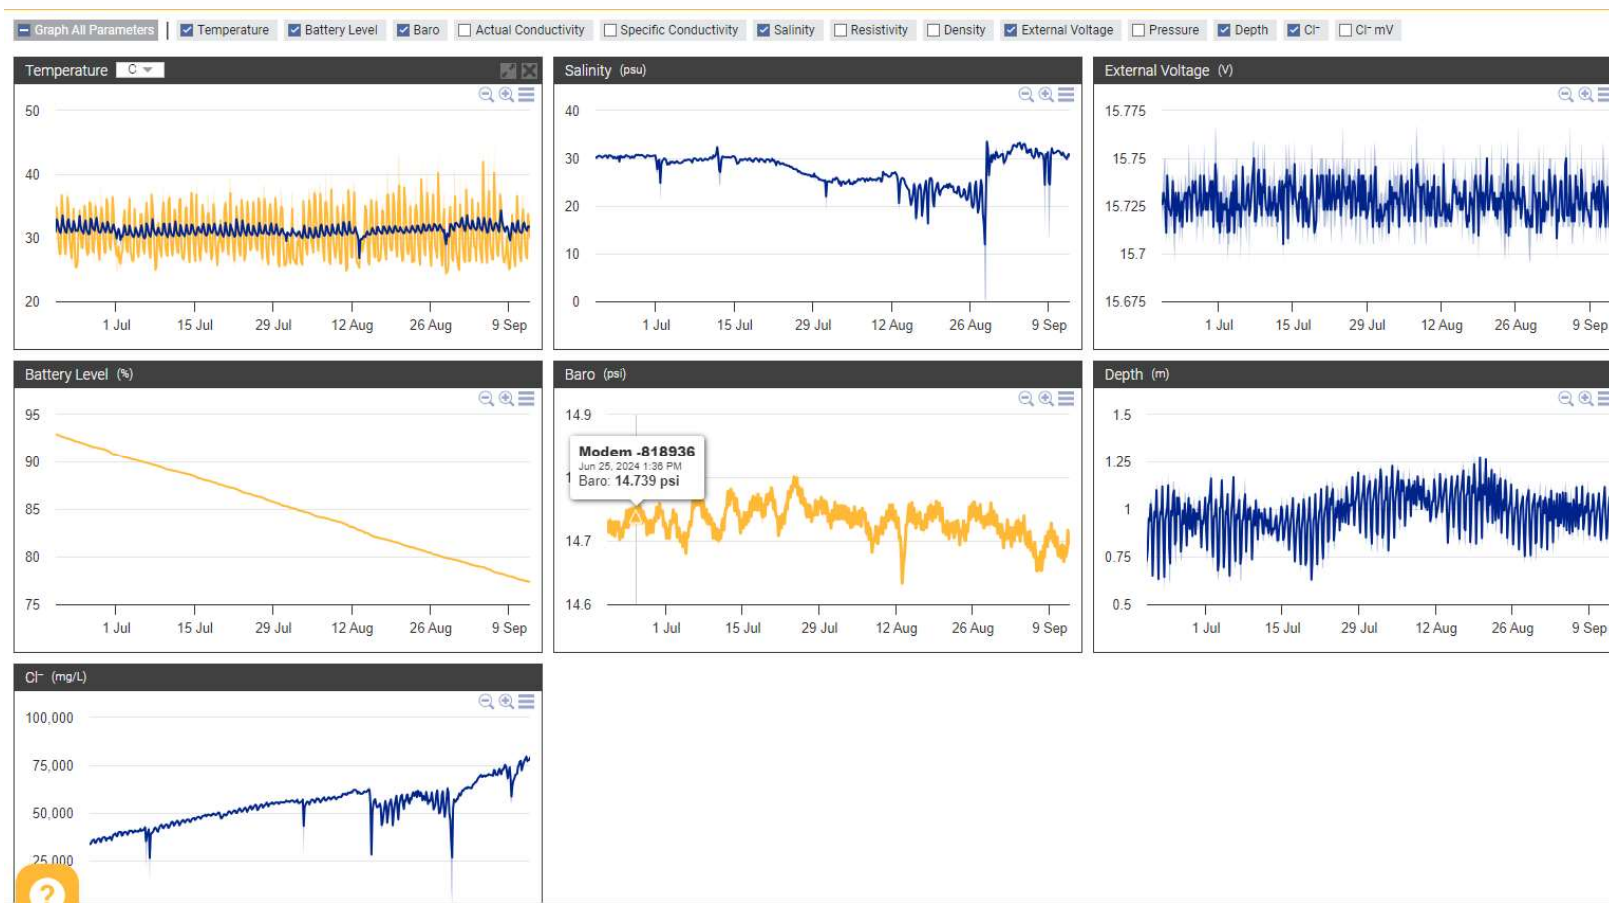 Graph All Parameters Temperature Battery Level Baro Actual Conductivity Specific Conductivity Salinity Resistivity Density External Voltage Pressure Depth Cl⁻ Cl⁻ mV
Temperature C
50
40
30
20
1 Jul 15 Jul 29 Jul 12 Aug 26 Aug 9 Sep
Salinity (psu)
40
30
20
10
0
1 Jul 15 Jul 29 Jul 12 Aug 26 Aug 9 Sep
External Voltage (V)
15.775
15.75
15.725
15.7
15.675
1 Jul 15 Jul 29 Jul 12 Aug 26 Aug 9 Sep
Battery Level (%)
95
90
85
80
75
1 Jul 15 Jul 29 Jul 12 Aug 26 Aug 9 Sep
Baro (psi)
14.9
Modem -818936
Jun 25, 2024 1:36 PM
Baro: 14.739 psi
14.7
14.6
1 Jul 15 Jul 29 Jul 12 Aug 26 Aug 9 Sep
Depth (m)
1.5
1.25
1
0.75
0.5
1 Jul 15 Jul 29 Jul 12 Aug 26 Aug 9 Sep
Cl⁻ (mg/L)
100,000
75,000
50,000
25,000
?